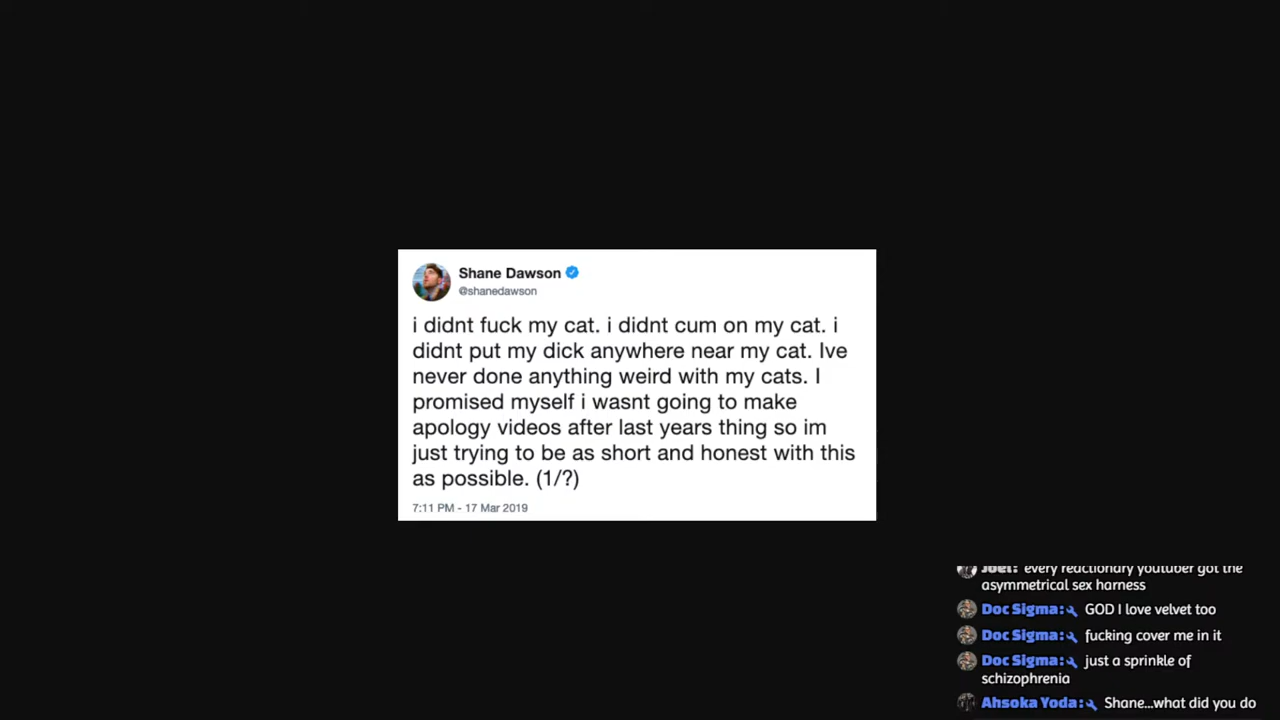 Shane Dawson
@shanedawson
i didnt fuck my cat. i didnt cum on my cat. i
didnt put my dick anywhere near my cat. Ive
never done anything weird with my cats. I
promised myself i wasnt going to make
apology videos after last years thing so im
just trying to be as short and honest with this
as possible. (1/?)
7:11 PM - 17 Mar 2019
Joel: every reactionary youtuber got the
asymmetrical sex harness
Doc Sigma: GOD I love velvet too
Doc Sigma: fucking cover me in it
Doc Sigma: just a sprinkle of
schizophrenia
Ahsoka Yoda: Shane...what did you do